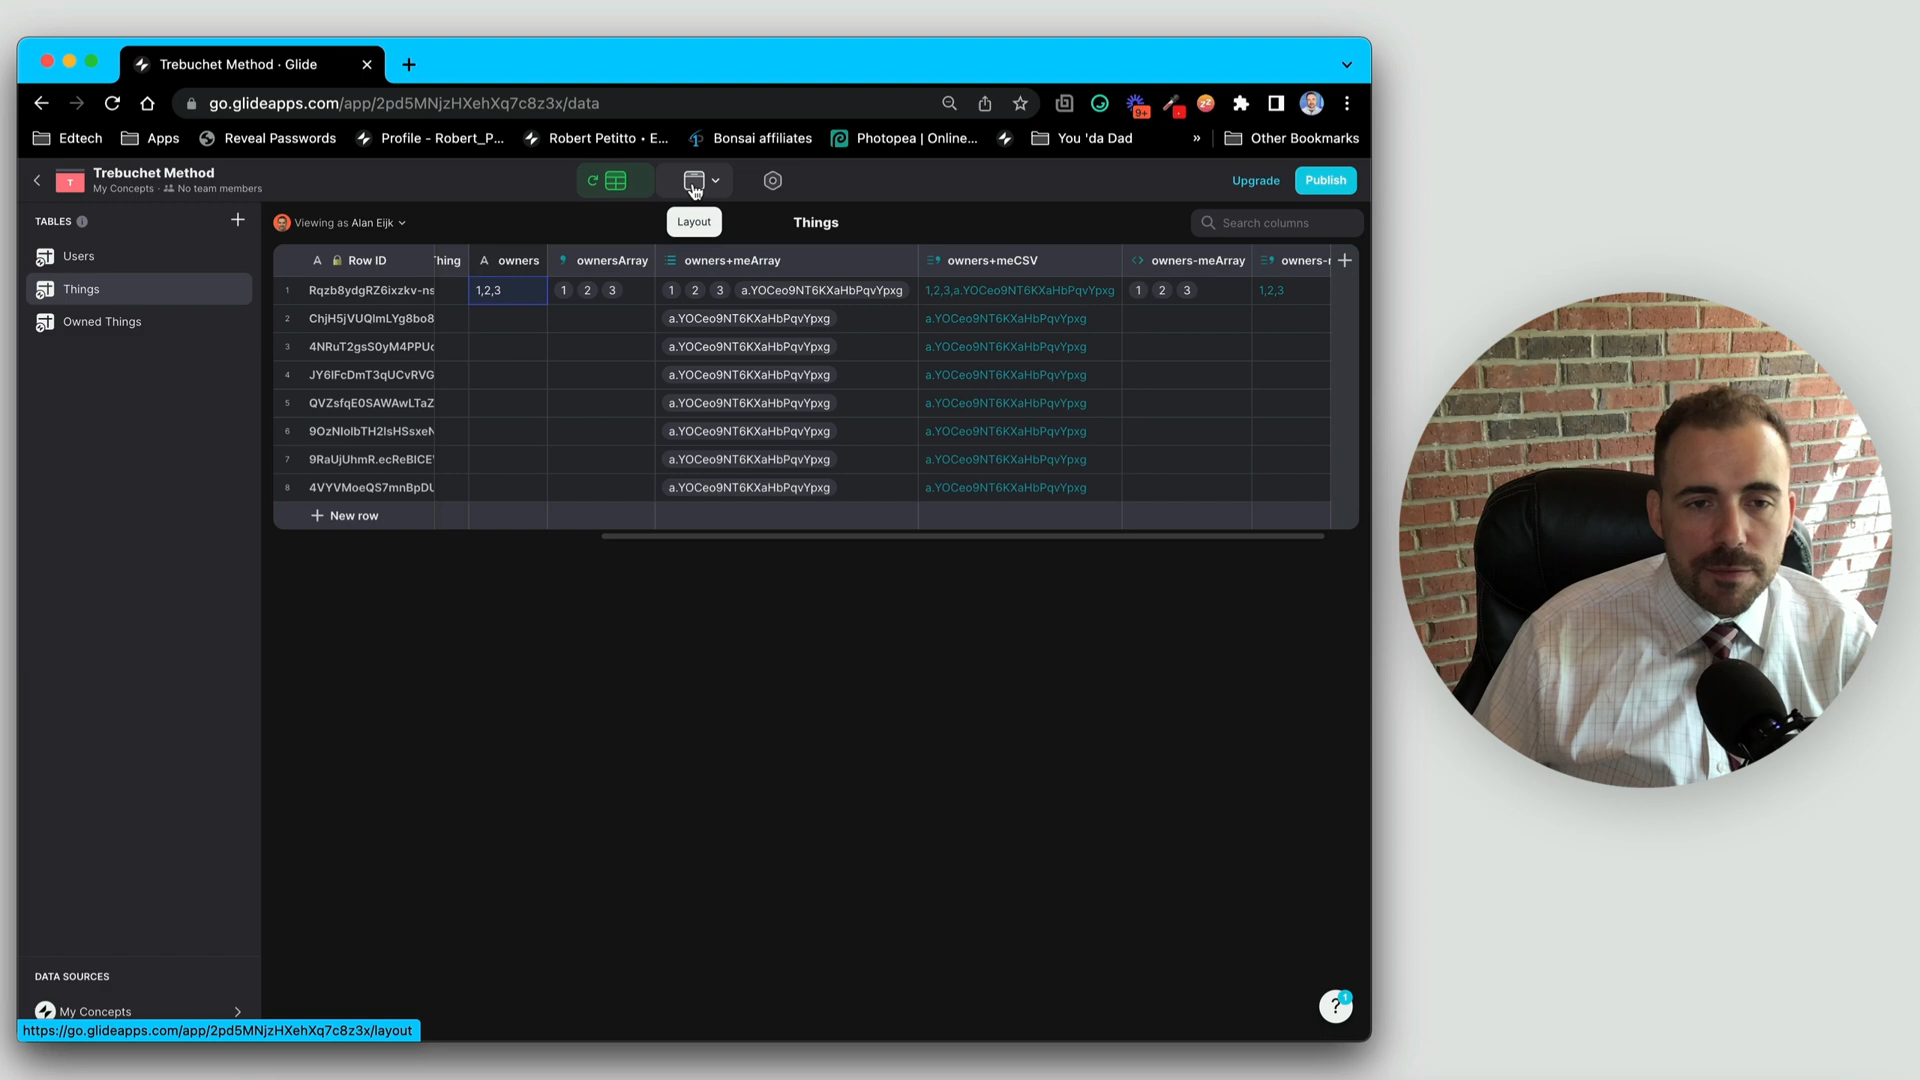 Trebuchet Method · Glide
go.glideapps.com/app/2pd5MNjzHXehXq7c8z3x/data
9+
Edtech
Apps
Reveal Passwords
Profile - Robert_P...
Robert Petitto • E...
Bonsai affiliates
Photopea | Online...
You 'da Dad
»
Other Bookmarks
T
Trebuchet Method
My Concepts · No team members
Upgrade
Publish
TABLES
Users
Things
Owned Things
Viewing as Alan Eijk
Layout
Things
Search columns
A Row ID hing A owners ownersArray owners+meArray owners+meCSV owners-meArray owners-
1 Rqzb8ydgRZ6ixzkv-ns 1,2,3 1 2 3 1 2 3 a.YOCeo9NT6KXaHbPqvYpxg 1,2,3,a.YOCeo9NT6KXaHbPqvYpxg 1 2 3 1,2,3
2 ChjH5jVUQlmLYg8bo8 a.YOCeo9NT6KXaHbPqvYpxg a.YOCeo9NT6KXaHbPqvYpxg
3 4NRuT2gsS0yM4PPU a.YOCeo9NT6KXaHbPqvYpxg a.YOCeo9NT6KXaHbPqvYpxg
4 JY6IFcDmT3qUCvRVG a.YOCeo9NT6KXaHbPqvYpxg a.YOCeo9NT6KXaHbPqvYpxg
5 QVZsfqE0SAWAwLTaZ a.YOCeo9NT6KXaHbPqvYpxg a.YOCeo9NT6KXaHbPqvYpxg
6 9OzNIolbTH2lsHSsxeN a.YOCeo9NT6KXaHbPqvYpxg a.YOCeo9NT6KXaHbPqvYpxg
7 9RaUjUhmR.ecReBICE a.YOCeo9NT6KXaHbPqvYpxg a.YOCeo9NT6KXaHbPqvYpxg
8 4VYVMoeQS7mnBpDU a.YOCeo9NT6KXaHbPqvYpxg a.YOCeo9NT6KXaHbPqvYpxg
New row
DATA SOURCES
My Concepts
? 1
https://go.glideapps.com/app/2pd5MNjzHXehXq7c8z3x/layout